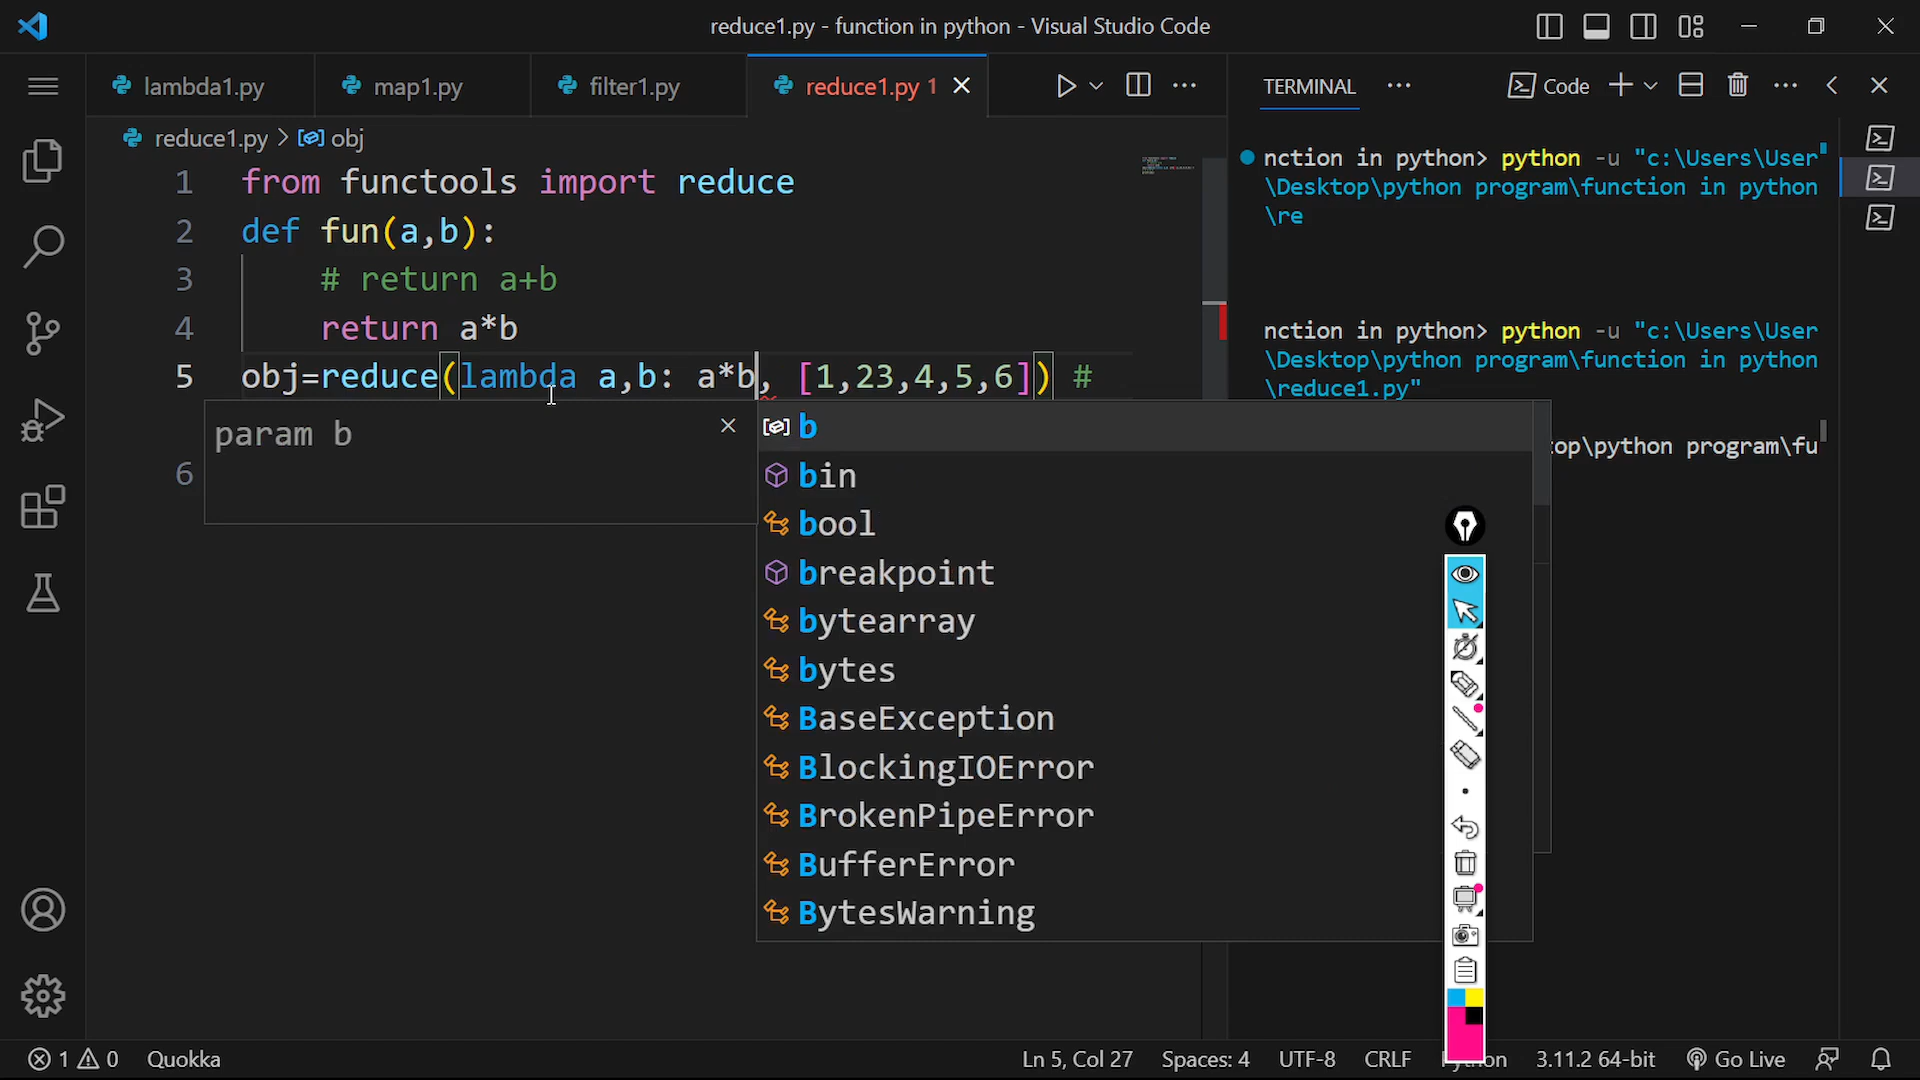 reduce1.py - function in python - Visual Studio Code
lambda1.py
map1.py
filter1.py
reduce1.py 1
TERMINAL
Code
reduce1.py > obj
1 from functools import reduce
2 def fun(a,b):
3 # return a+b
4 return a*b
5 obj=reduce(lambda a,b: a*b, [1,23,4,5,6]) #
6
param b
b
bin
bool
breakpoint
bytearray
bytes
BaseException
BlockingIOError
BrokenPipeError
BufferError
BytesWarning
nction in python> python -u "c:\Users\User
\Desktop\python program\function in python
\re
nction in python> python -u "c:\Users\User
\Desktop\python program\function in python
\reduce1.py"
top\python program\fu
1 0 Quokka
Ln 5, Col 27 Spaces: 4 UTF-8 CRLF Python 3.11.2 64-bit Go Live